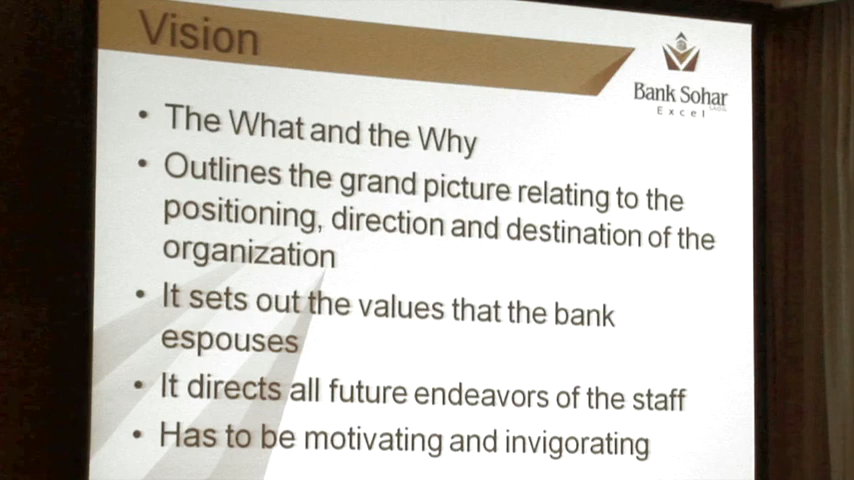 Vision
Bank Sohar
Excel
• The What and the Why
• Outlines the grand picture relating to the
positioning, direction and destination of the
organization
• It sets out the values that the bank
espouses
• It directs all future endeavors of the staff
• Has to be motivating and invigorating